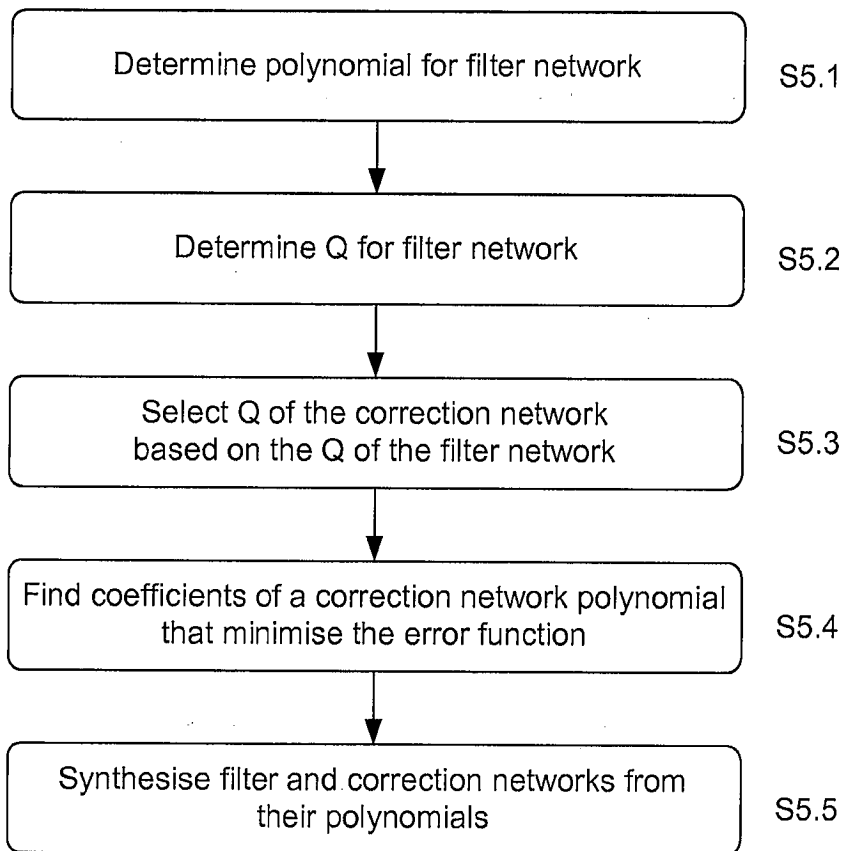 Determine polynomial for filter network
S5.1
Determine Q for filter network
S5.2
Select Q of the correction network
based on the Q of the filter network
S5.3
Find coefficients of a correction network polynomial
that minimise the error function
S5.4
Synthesise filter and correction networks from
their polynomials
S5.5